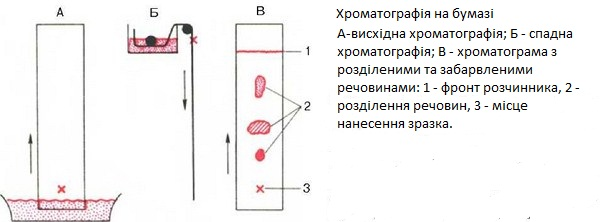 А
Б
В
1
2
3
Хроматографія на бумазі
А-висхідна хроматографія; Б - спадна
хроматографія; В - хроматограма з
розділеними та забарвленими
речовинами: 1 - фронт розчинника, 2 -
розділення речовин, 3 - місце
нанесення зразка.